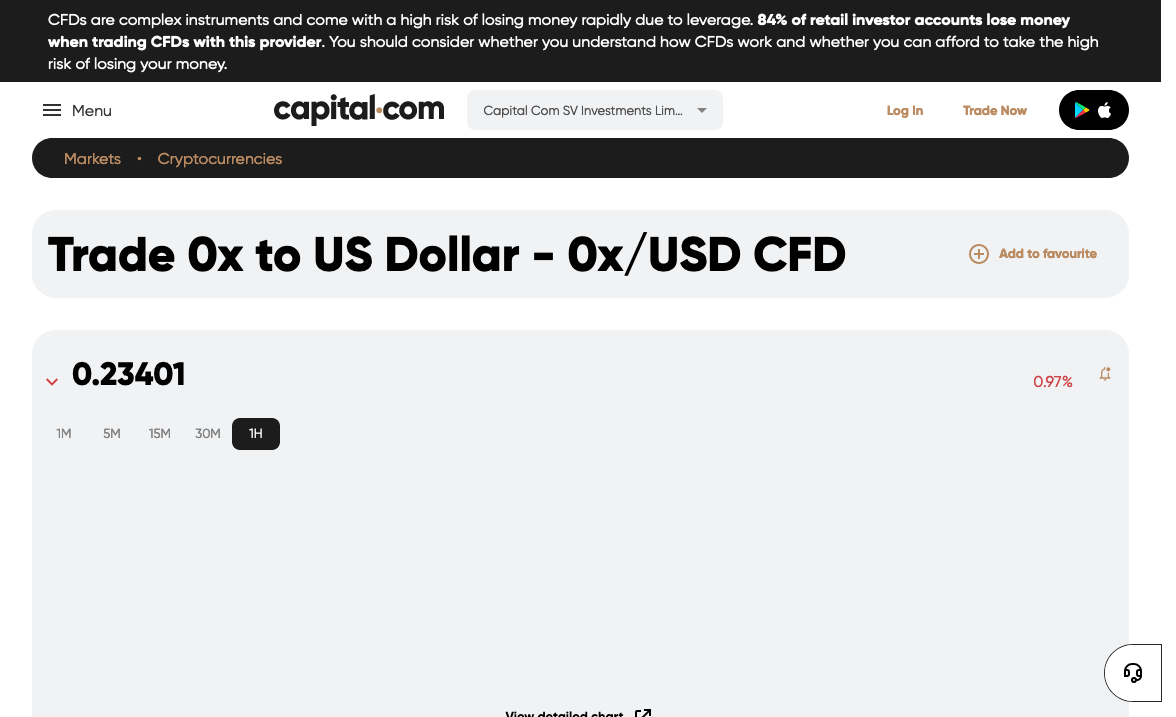 CFDs are complex instruments and come with a high risk of losing money rapidly due to leverage. 84% of retail investor accounts lose money
when trading CFDs with this provider. You should consider whether you understand how CFDs work and whether you can afford to take the high
risk of losing your money.
Menu
capital.com
Capital Com SV Investments Lim...
Log In
Trade Now
Markets • Cryptocurrencies
Trade 0x to US Dollar - 0x/USD CFD
Add to favourite
0.23401
0.97%
1M 5M 15M 30M 1H
View detailed chart